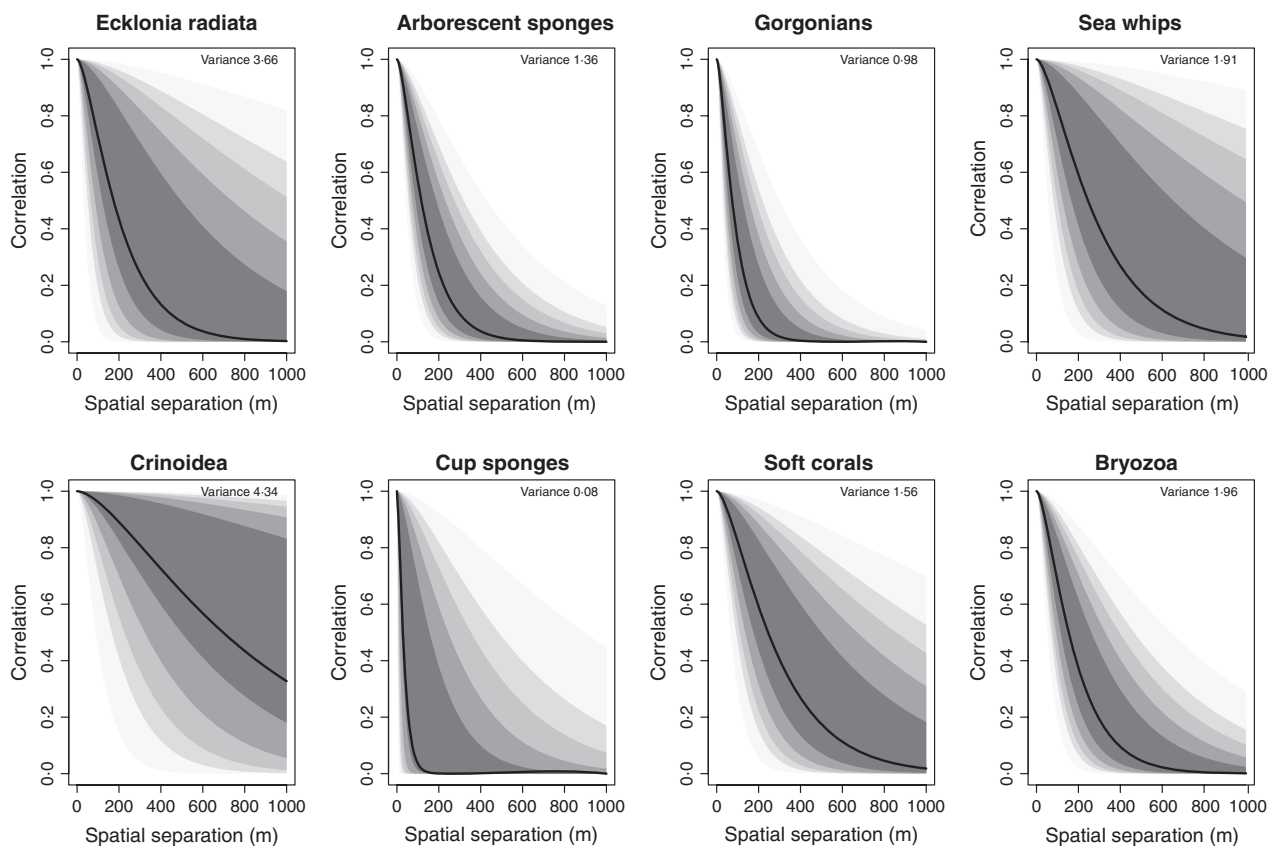 Ecklonia radiata
Arborescent sponges
Gorgonians
Sea whips
Variance 3·66
Variance 1·36
Variance 0·98
Variance 1·91
Correlation
0·0 0·2 0·4 0·6 0·8 1·0
Correlation
0·0 0·2 0·4 0·6 0·8 1·0
Correlation
0·0 0·2 0·4 0·6 0·8 1·0
Correlation
0·0 0·2 0·4 0·6 0·8 1·0
0 200 400 600 800 1000
0 200 400 600 800 1000
0 200 400 600 800 1000
0 200 400 600 800 1000
Spatial separation (m)
Spatial separation (m)
Spatial separation (m)
Spatial separation (m)
Crinoidea
Cup sponges
Soft corals
Bryozoa
Variance 4·34
Variance 0·08
Variance 1·56
Variance 1·96
Correlation
0·0 0·2 0·4 0·6 0·8 1·0
Correlation
0·0 0·2 0·4 0·6 0·8 1·0
Correlation
0·0 0·2 0·4 0·6 0·8 1·0
Correlation
0·0 0·2 0·4 0·6 0·8 1·0
0 200 400 600 800 1000
0 200 400 600 800 1000
0 200 400 600 800 1000
0 200 400 600 800 1000
Spatial separation (m)
Spatial separation (m)
Spatial separation (m)
Spatial separation (m)